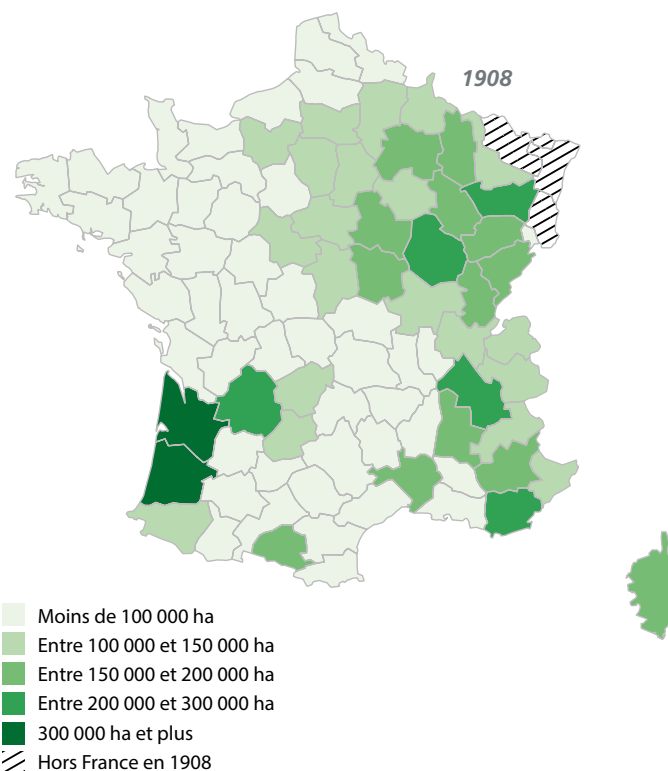 1908
Moins de 100 000 ha
Entre 100 000 et 150 000 ha
Entre 150 000 et 200 000 ha
Entre 200 000 et 300 000 ha
300 000 ha et plus
Hors France en 1908